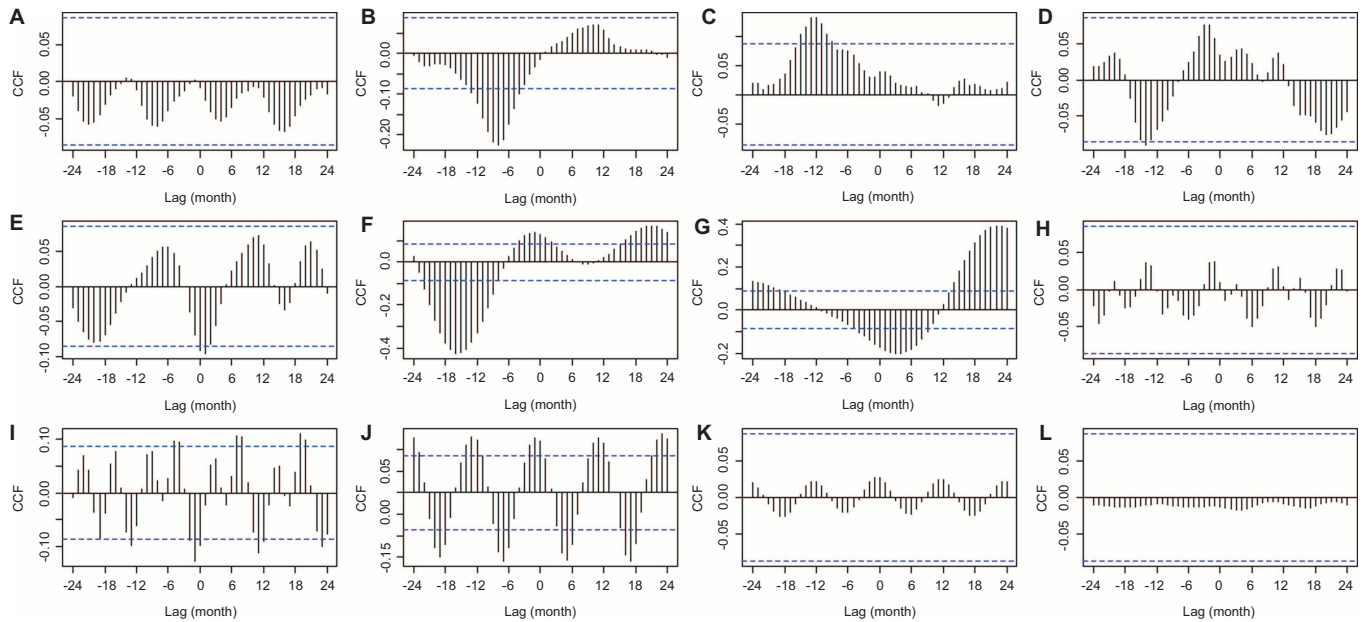 A
CCF
0.05
0.00
-0.05
-24 -18 -12 -6 0 6 12 18 24
Lag (month)
B
CCF
0.00
-0.10
-0.20
-24 -18 -12 -6 0 6 12 18 24
Lag (month)
C
CCF
0.05
-0.05
-24 -18 -12 -6 0 6 12 18 24
Lag (month)
D
CCF
0.05
0.00
-0.05
-24 -18 -12 -6 0 6 12 18 24
Lag (month)
E
CCF
0.05
0.00
-0.05
-0.10
-24 -18 -12 -6 0 6 12 18 24
Lag (month)
F
CCF
0.0
-0.2
-0.4
-24 -18 -12 -6 0 6 12 18 24
Lag (month)
G
CCF
0.4
0.2
0.0
-0.2
-24 -18 -12 -6 0 6 12 18 24
Lag (month)
H
CCF
0.05
0.00
-0.05
-24 -18 -12 -6 0 6 12 18 24
Lag (month)
I
CCF
0.10
0.00
-0.10
-24 -18 -12 -6 0 6 12 18 24
Lag (month)
J
CCF
0.05
0.00
-0.15
-24 -18 -12 -6 0 6 12 18 24
Lag (month)
K
CCF
0.05
0.00
-0.05
-24 -18 -12 -6 0 6 12 18 24
Lag (month)
L
CCF
0.05
0.00
-0.05
-24 -18 -12 -6 0 6 12 18 24
Lag (month)